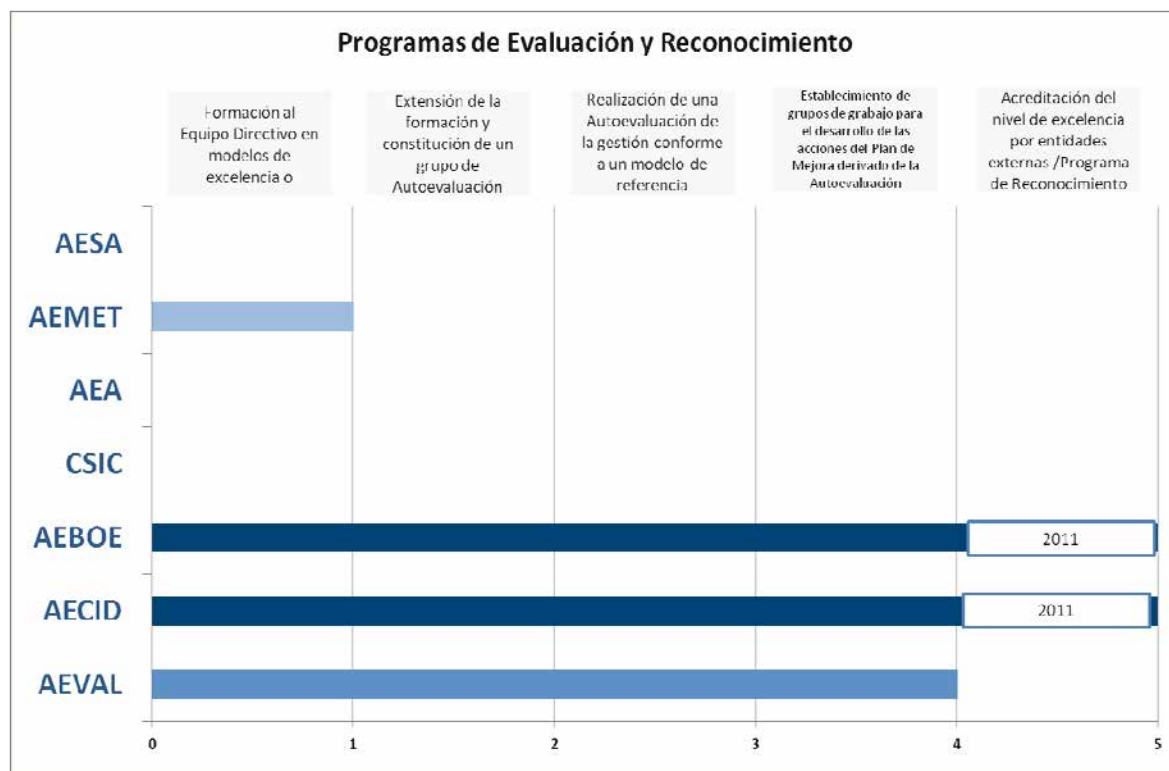 Programas de Evaluación y Reconocimiento
Formación al
Equipo Directivo en
modelos de
excelencia o
Extensión de la
formación y
constitución de un
grupo de
Autoevaluación
Realización de una
Autoevaluación de
la gestión conforme
a un modelo de
referencia
Establecimiento de
grupos de grabajo para
el desarrollo de las
acciones del Plan de
Mejora derivado de la
Autoevaluación
Acreditación del
nivel de excelencia
por entidades
externas /Programa
de Reconocimiento
AESA
AEMET
AEA
CSIC
AEBOE
2011
AECID
2011
AEVAL
0 1 2 3 4 5